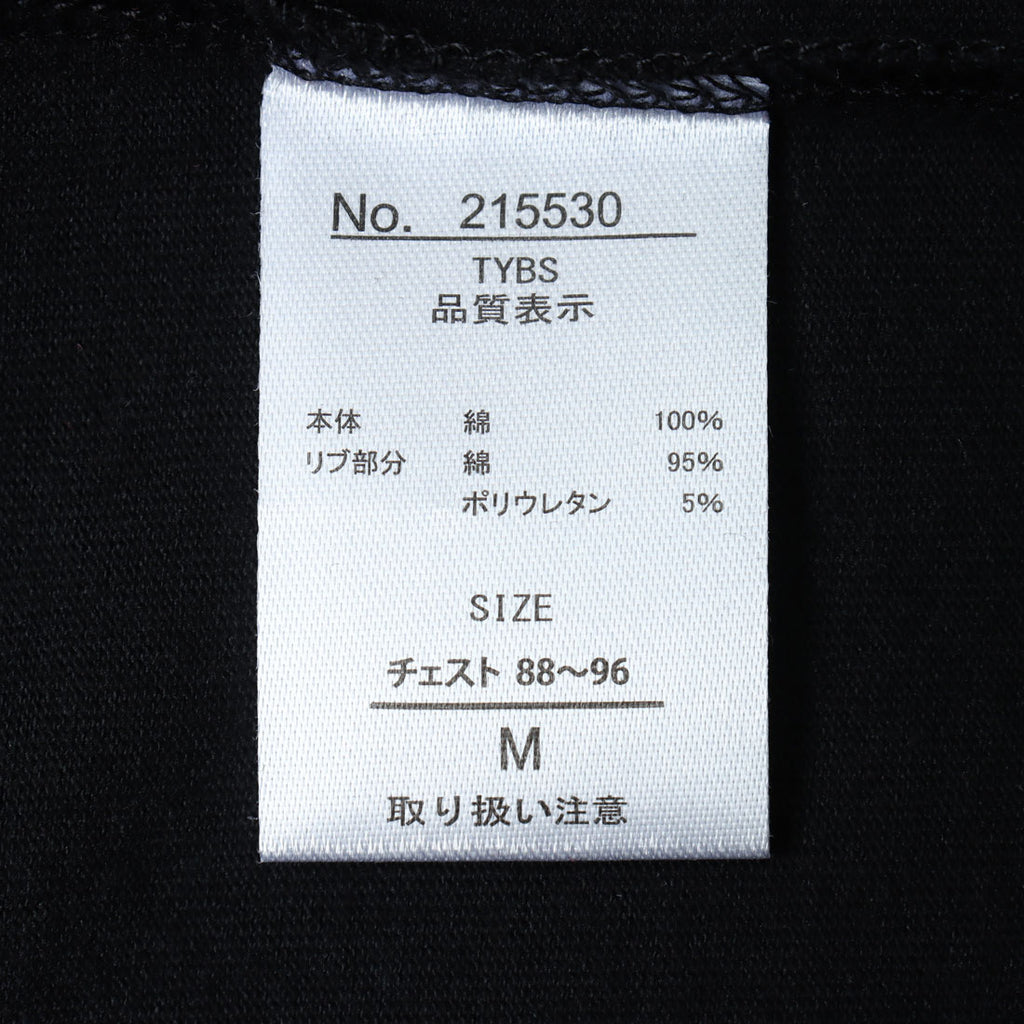 No. 215530
TYBS
品質表示
本体 綿 100%
リブ部分 綿 95%
ポリウレタン 5%
SIZE
チェスト 88～96
M
取り扱い注意